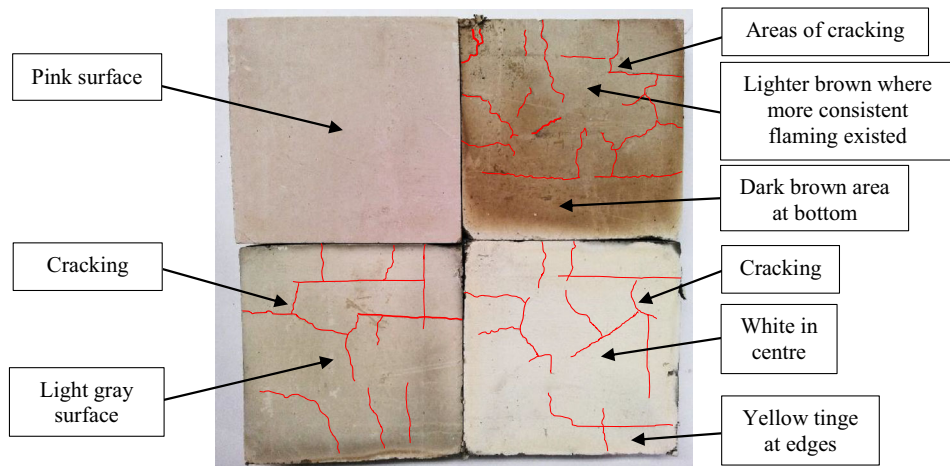 Pink surface
Cracking
Light gray
surface
Areas of cracking
Lighter brown where
more consistent
flaming existed
Dark brown area
at bottom
Cracking
White in
centre
Yellow tinge
at edges